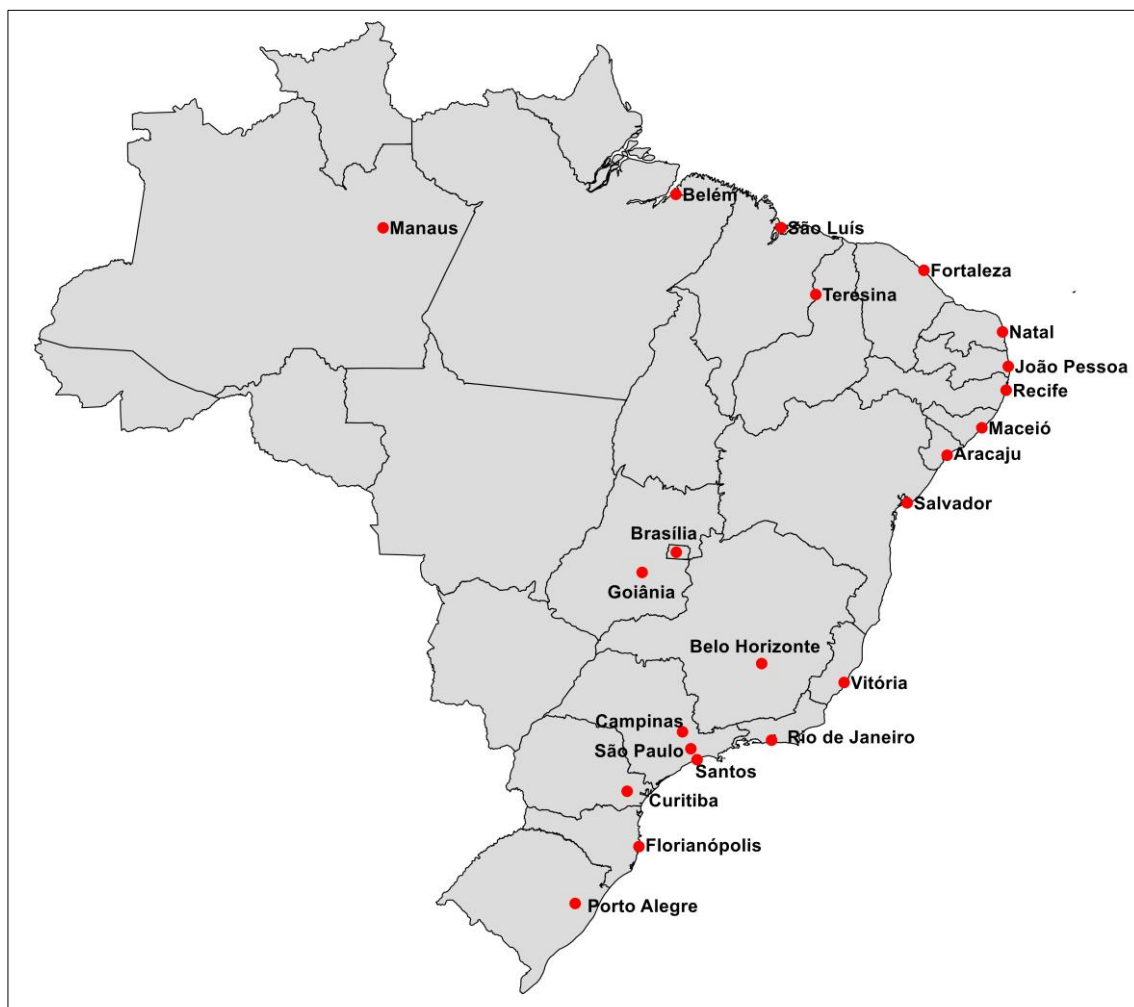 Belém
Manaus
São Luís
Fortaleza
Teresina
Natal
João Pessoa
Recife
Maceió
Aracaju
Salvador
Brasília
Goiânia
Belo Horizonte
Vitória
Campinas
Rio de Janeiro
São Paulo
Santos
Curitiba
Florianópolis
Porto Alegre